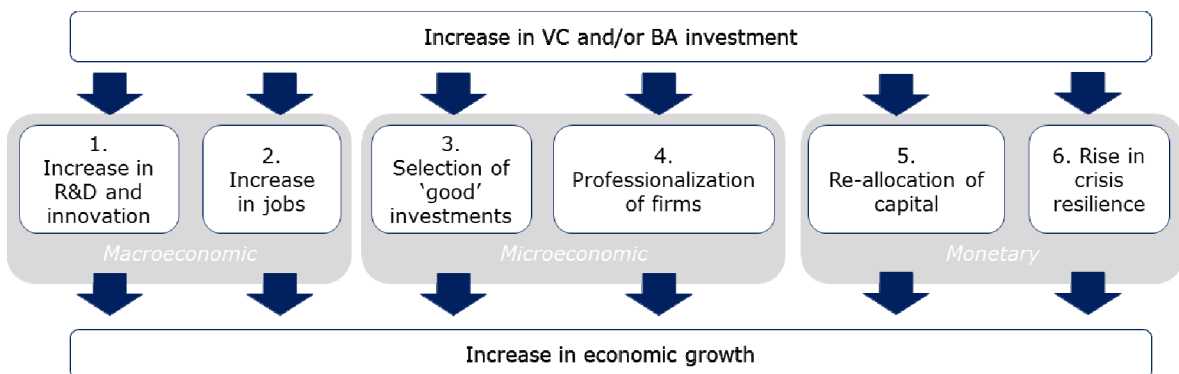 Increase in VC and/or BA investment
1.
Increase in
R&D and
innovation
2.
Increase
in jobs
3.
Selection of
‘good’
investments
4.
Professionalization
of firms
5.
Re-allocation of
capital
6. Rise in
crisis
resilience
Macroeconomic
Microeconomic
Monetary
Increase in economic growth